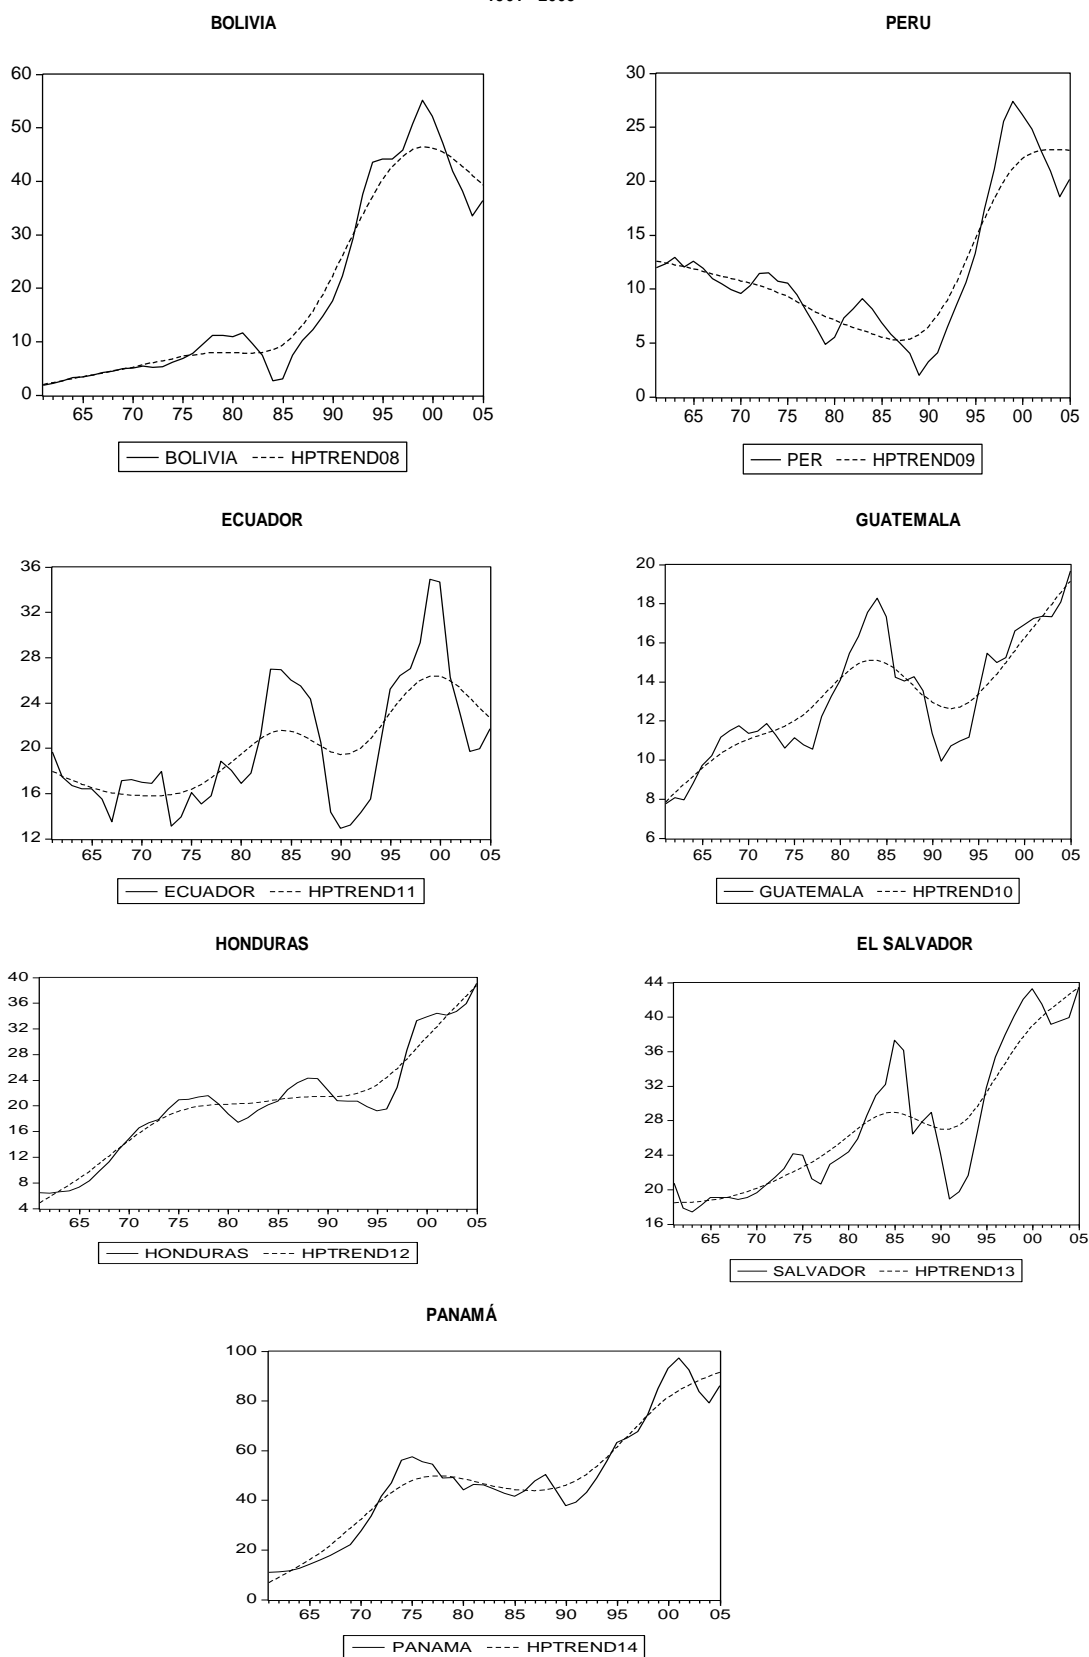 BOLIVIA
60
50
40
30
20
10
0
65 70 75 80 85 90 95 00 05
BOLIVIA HPTREND08
PERU
30
25
20
15
10
5
0
65 70 75 80 85 90 95 00 05
PER HPTREND09
ECUADOR
36
32
28
24
20
16
12
65 70 75 80 85 90 95 00 05
ECUADOR HPTREND11
GUATEMALA
20
18
16
14
12
10
8
6
65 70 75 80 85 90 95 00 05
GUATEMALA HPTREND10
HONDURAS
40
36
32
28
24
20
16
12
8
4
65 70 75 80 85 90 95 00 05
HONDURAS HPTREND12
EL SALVADOR
44
40
36
32
28
24
20
16
65 70 75 80 85 90 95 00 05
SALVADOR HPTREND13
PANAMÁ
100
80
60
40
20
0
65 70 75 80 85 90 95 00 05
PANAMA HPTREND14